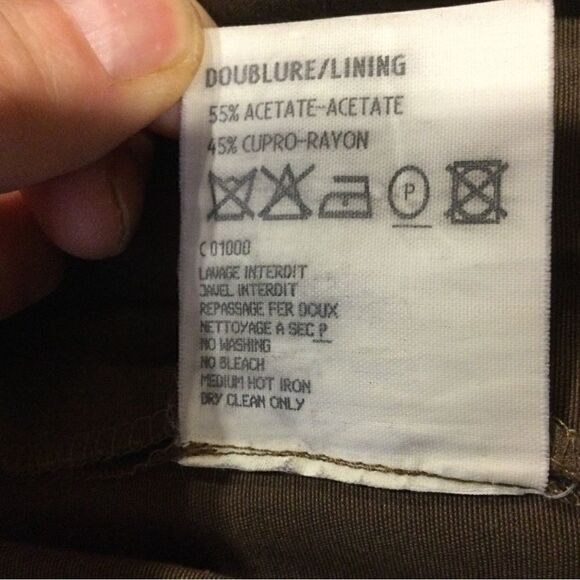 DOUBLURE/LINING
55% ACETATE-ACETATE
45% CUPRO-RAYON
P
C 01000
LAVAGE INTERDIT
JAVEL INTERDIT
REPASSAGE FER DOUX
NETTOYAGE A SEC P
NO WASHING
NO BLEACH
MEDIUM HOT IRON
DRY CLEAN ONLY